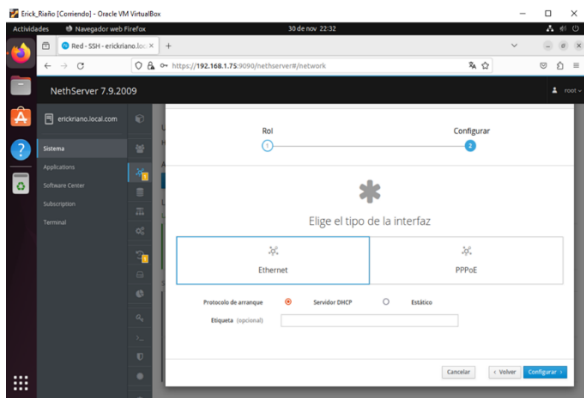 Erick_Riaño [Corriendo] - Oracle VM VirtualBox
Actividades Navegador web Firefox 30 de nov 22:32
Red - SSH - erickriano.loc
https://192.168.1.75:9090/nethserver#/network
NethServer 7.9.2009 root
erickriano.local.com
Sistema
Applications
Software Center
Subscription
Terminal
Rol Configurar
1 2
Elige el tipo de la interfaz
Ethernet PPPoE
Protocolo de arranque Servidor DHCP Estático
Etiqueta (opcional)
Cancelar < Volver Configurar >